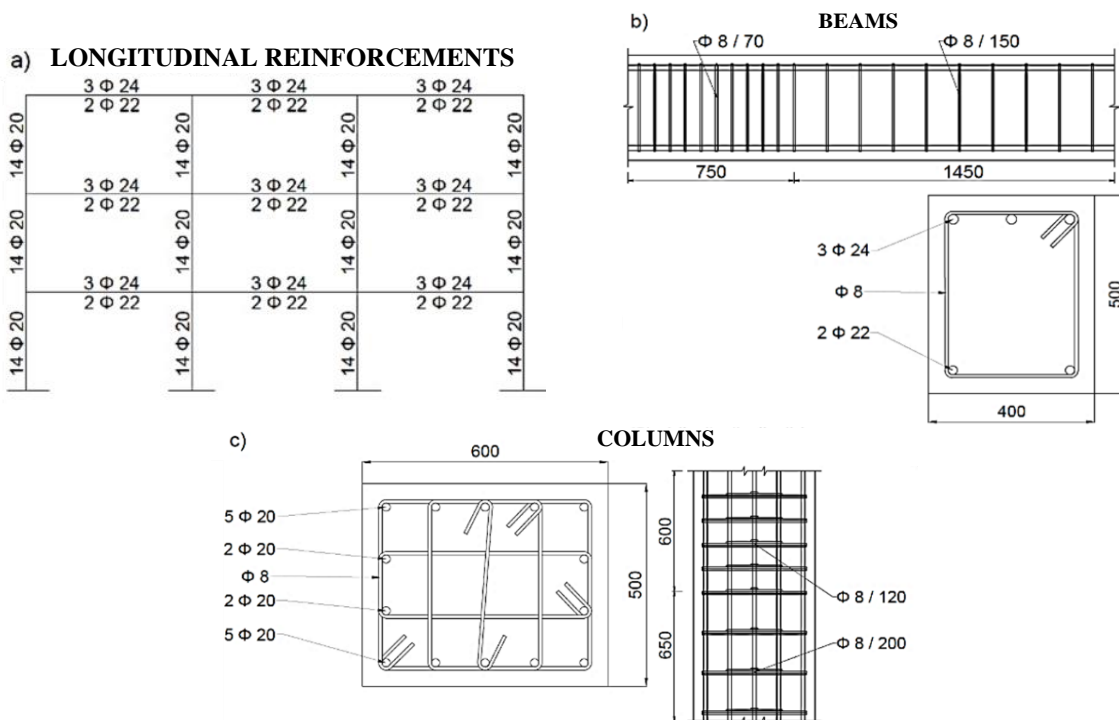 a) LONGITUDINAL REINFORCEMENTS
3 Φ 24 3 Φ 24 3 Φ 24
2 Φ 22 2 Φ 22 2 Φ 22
14 Φ 20 14 Φ 20 14 Φ 20 14 Φ 20
3 Φ 24 3 Φ 24 3 Φ 24
2 Φ 22 2 Φ 22 2 Φ 22
14 Φ 20 14 Φ 20 14 Φ 20 14 Φ 20
3 Φ 24 3 Φ 24 3 Φ 24
2 Φ 22 2 Φ 22 2 Φ 22
14 Φ 20 14 Φ 20 14 Φ 20 14 Φ 20
b) BEAMS
Φ 8 / 70 Φ 8 / 150
750 1450
3 Φ 24
Φ 8
2 Φ 22
500
400
c) COLUMNS
600
5 Φ 20
2 Φ 20
Φ 8
2 Φ 20
5 Φ 20
500
600
650
Φ 8 / 120
Φ 8 / 200